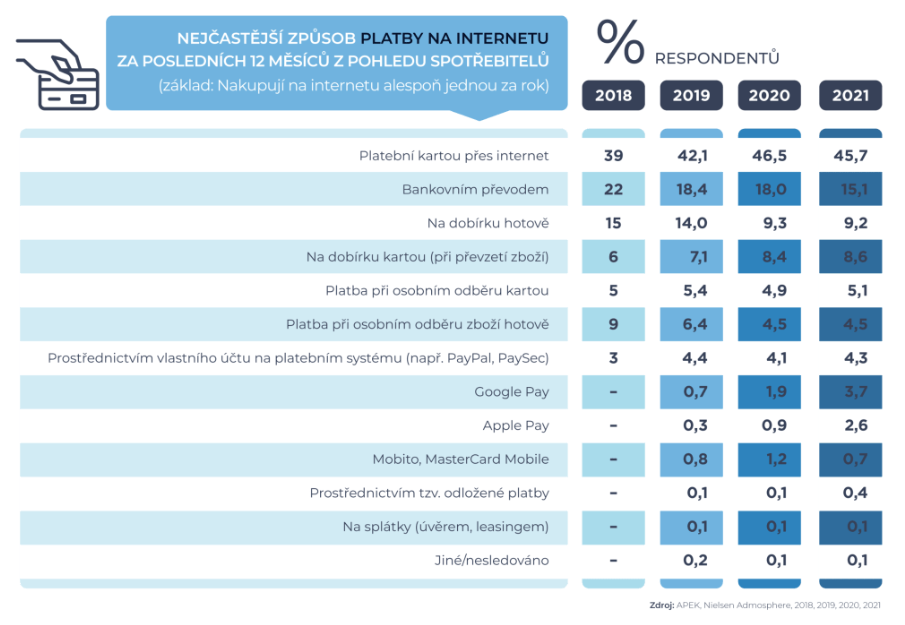 NEJČASTĚJŠÍ ZPŮSOB PLATBY NA INTERNETU
ZA POSLEDNÍCH 12 MĚSÍCŮ Z POHLEDU SPOTŘEBITELŮ
(základ: Nakupují na internetu alespoň jednou za rok)
% RESPONDENTŮ
2018 2019 2020 2021
Platební kartou přes internet 39 42,1 46,5 45,7
Bankovním převodem 22 18,4 18,0 15,1
Na dobírku hotově 15 14,0 9,3 9,2
Na dobírku kartou (při převzetí zboží) 6 7,1 8,4 8,6
Platba při osobním odběru kartou 5 5,4 4,9 5,1
Platba při osobním odběru zboží hotově 9 6,4 4,5 4,5
Prostřednictvím vlastního účtu na platebním systému (např. PayPal, PaySec) 3 4,4 4,1 4,3
Google Pay – 0,7 1,9 3,7
Apple Pay – 0,3 0,9 2,6
Mobito, MasterCard Mobile – 0,8 1,2 0,7
Prostřednictvím tzv. odložené platby – 0,1 0,1 0,4
Na splátky (úvěrem, leasingem) – 0,1 0,1 0,1
Jiné/nesledováno – 0,2 0,1 0,1
Zdroj: APEK, Nielsen Admosphere, 2018, 2019, 2020, 2021